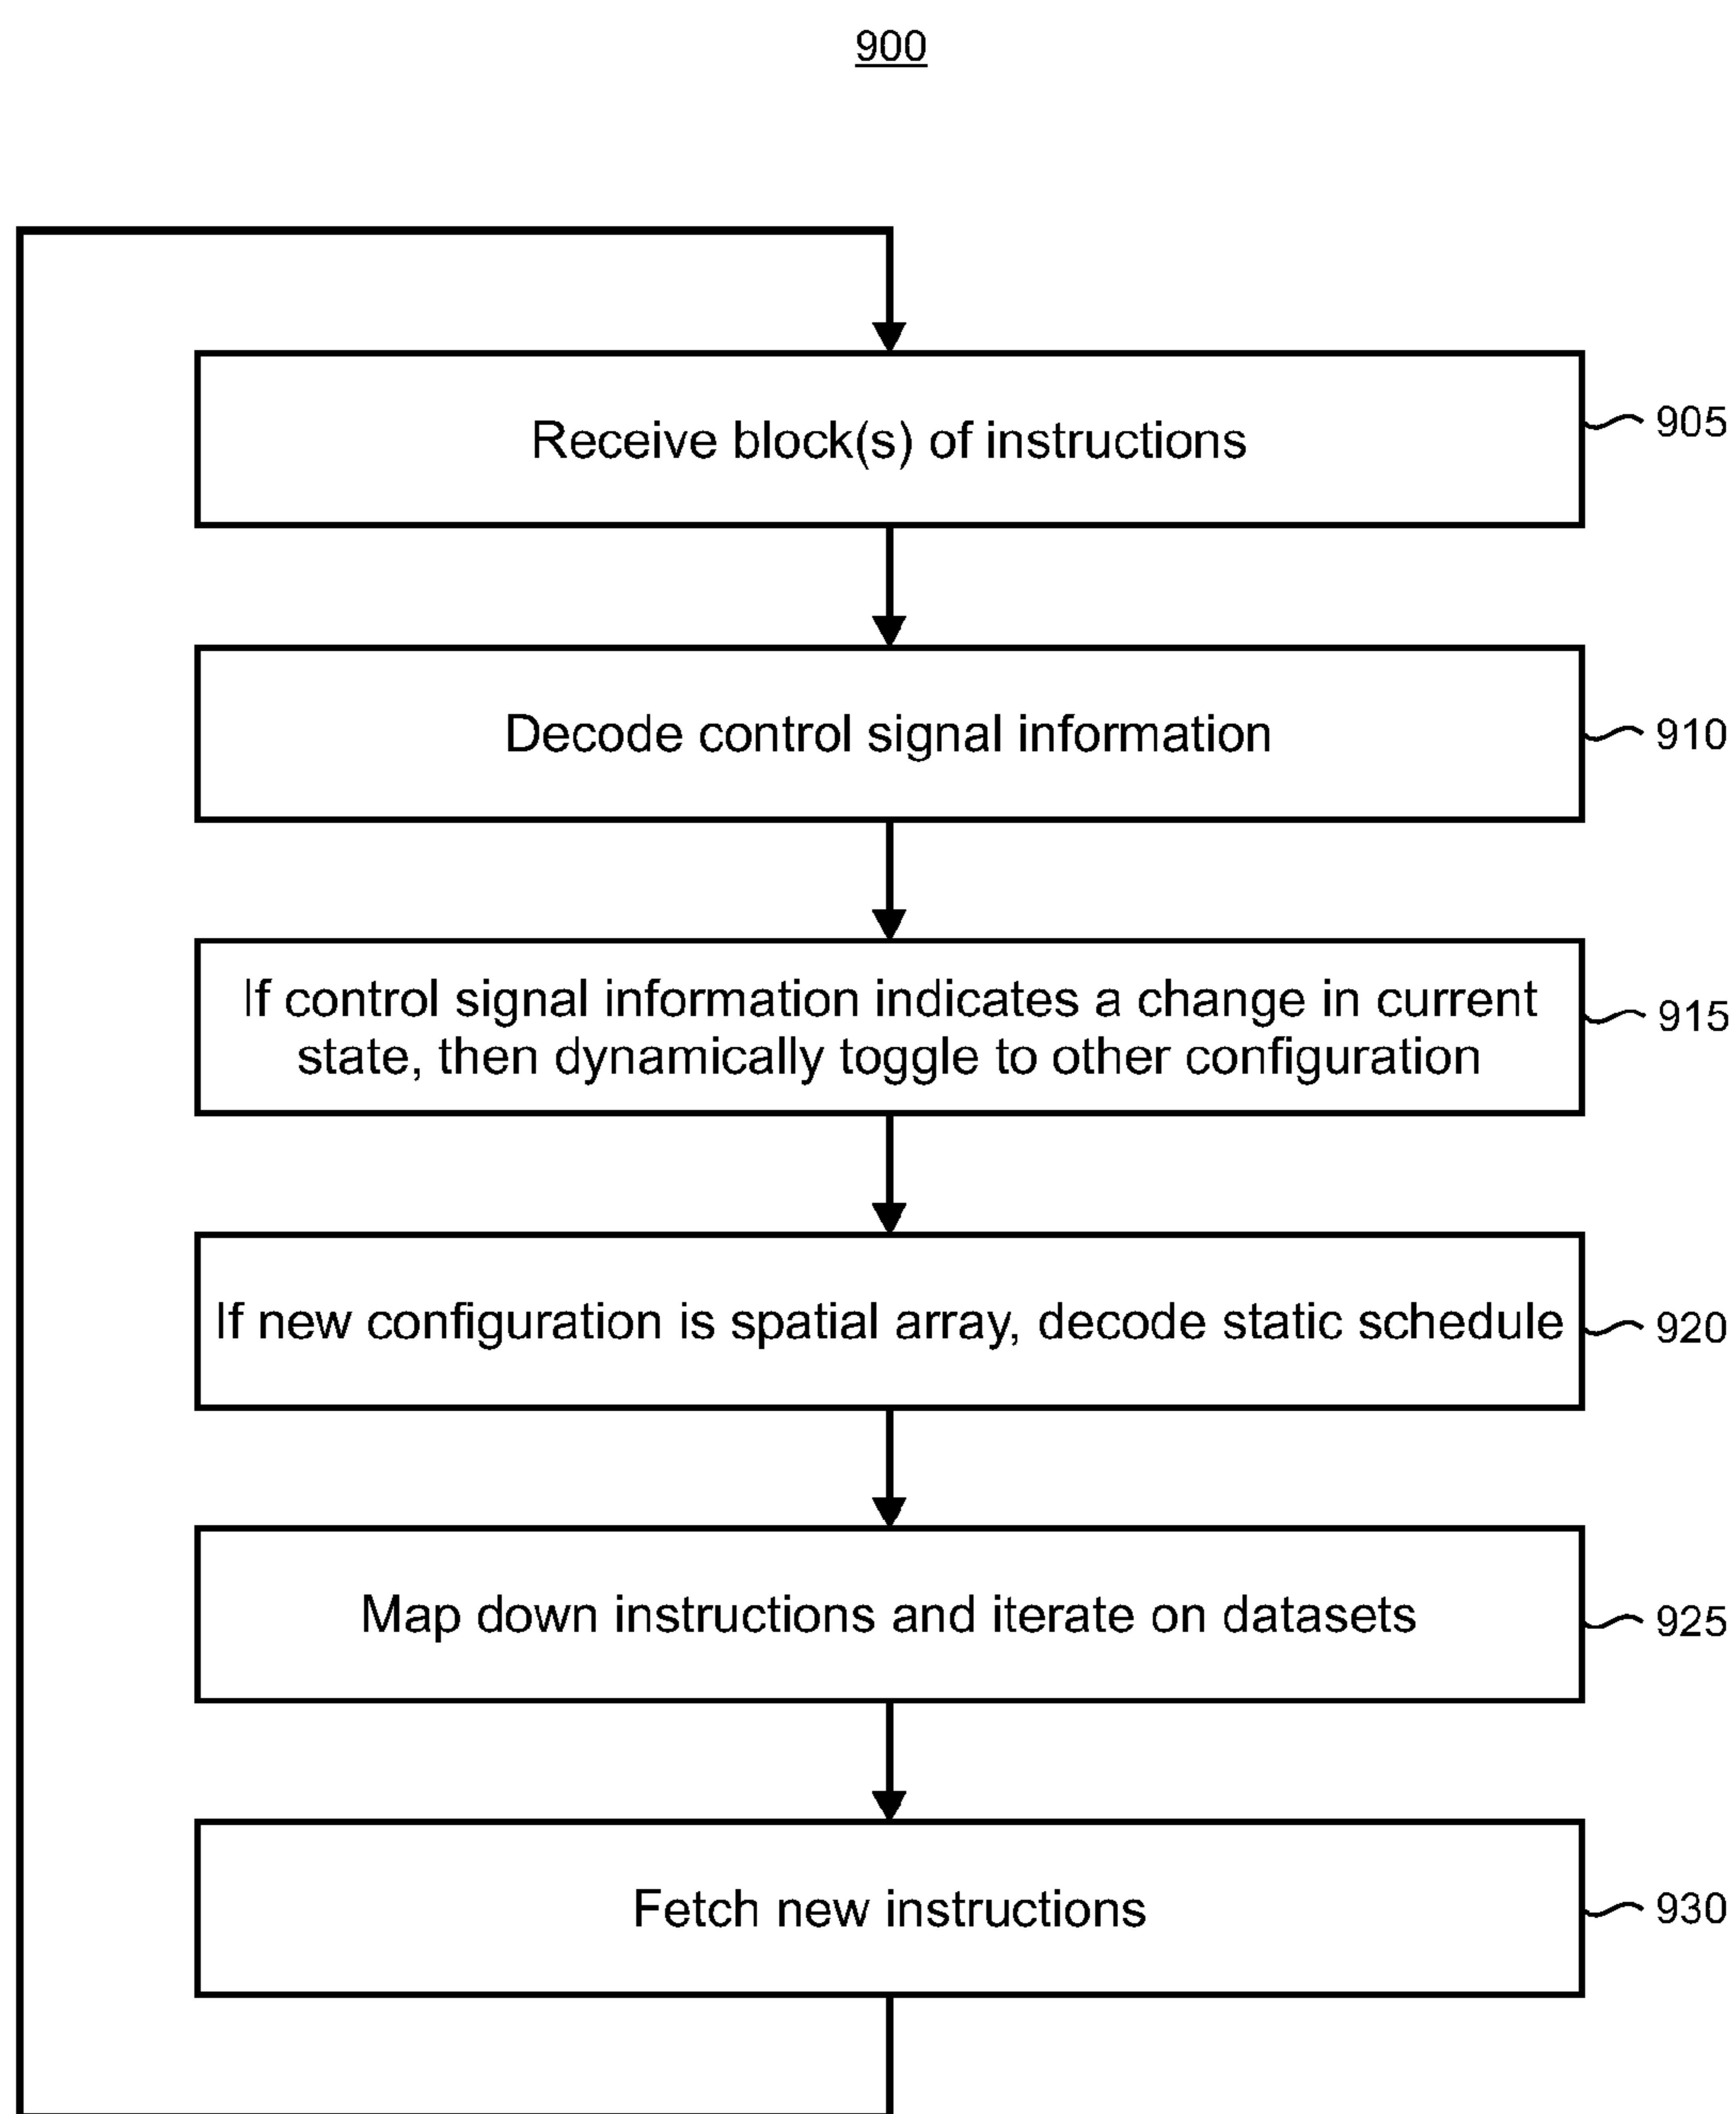 900
Receive block(s) of instructions
905
Decode control signal information
910
If control signal information indicates a change in current
state, then dynamically toggle to other configuration
915
If new configuration is spatial array, decode static schedule
920
Map down instructions and iterate on datasets
925
Fetch new instructions
930